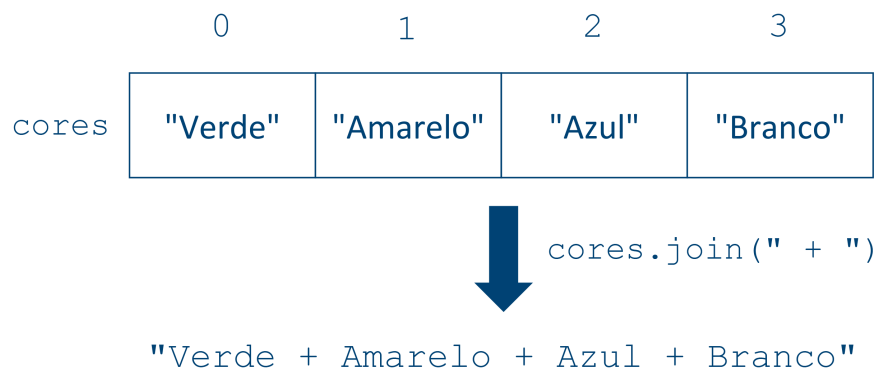 0 1 2 3
cores "Verde" "Amarelo" "Azul" "Branco"
cores.join(" + ")
"Verde + Amarelo + Azul + Branco"